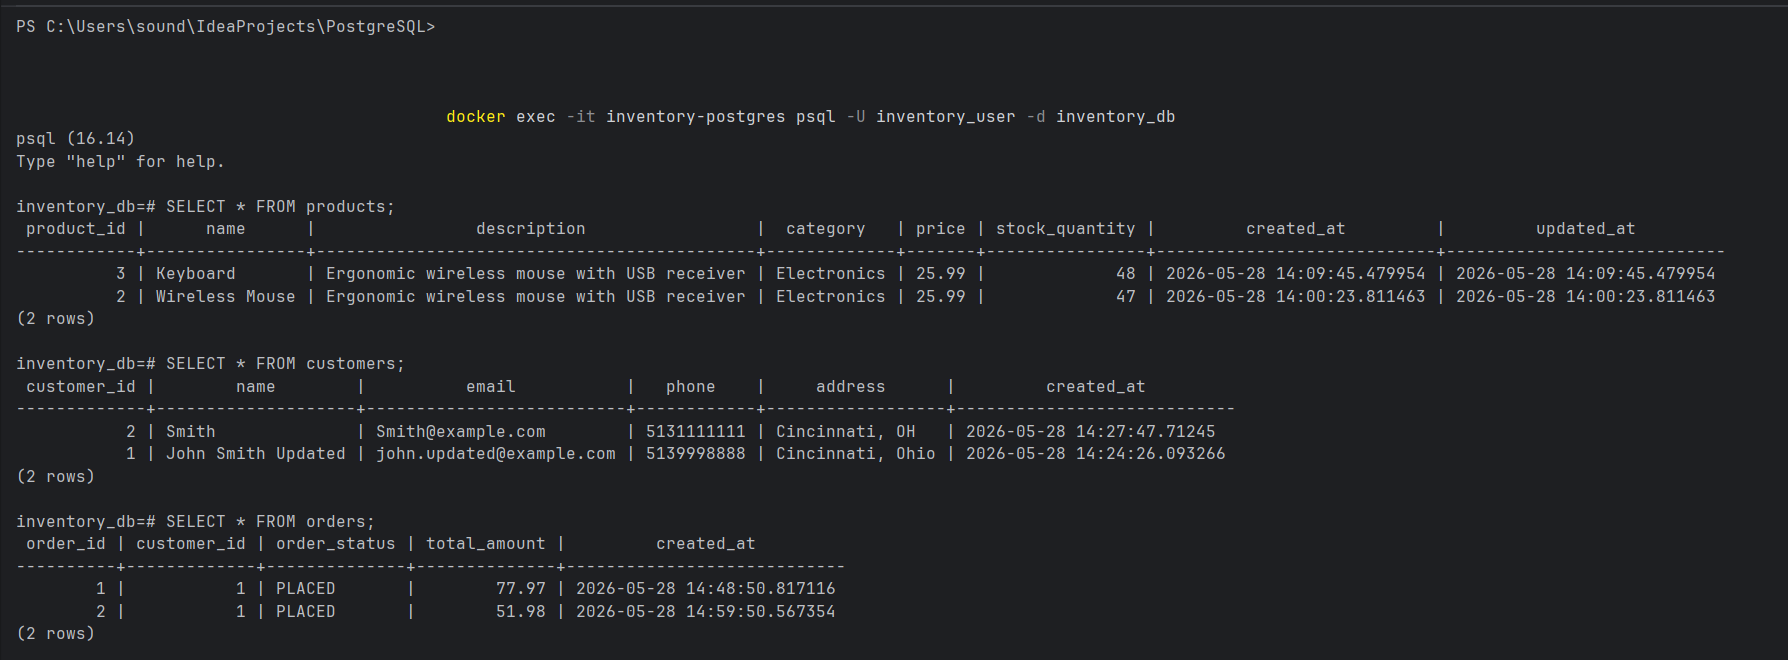 PS C:\Users\sound\IdeaProjects\PostgreSQL>
docker exec -it inventory-postgres psql -U inventory_user -d inventory_db
psql (16.14)
Type "help" for help.
inventory_db=# SELECT * FROM products;
 product_id |      name      |                description                |  category   | price | stock_quantity |         created_at         |         updated_at
------------+----------------+-------------------------------------------+-------------+-------+----------------+----------------------------+----------------------------
          3 | Keyboard       | Ergonomic wireless mouse with USB receiver | Electronics | 25.99 |             48 | 2026-05-28 14:09:45.479954 | 2026-05-28 14:09:45.479954
          2 | Wireless Mouse | Ergonomic wireless mouse with USB receiver | Electronics | 25.99 |             47 | 2026-05-28 14:00:23.811463 | 2026-05-28 14:00:23.811463
(2 rows)
inventory_db=# SELECT * FROM customers;
 customer_id |        name        |          email           |   phone    |     address      |         created_at
-------------+--------------------+--------------------------+------------+------------------+----------------------------
           2 | Smith              | Smith@example.com        | 5131111111 | Cincinnati, OH   | 2026-05-28 14:27:47.71245
           1 | John Smith Updated | john.updated@example.com | 5139998888 | Cincinnati, Ohio | 2026-05-28 14:24:26.093266
(2 rows)
inventory_db=# SELECT * FROM orders;
 order_id | customer_id | order_status | total_amount |         created_at
----------+-------------+--------------+--------------+----------------------------
        1 |           1 | PLACED       |        77.97 | 2026-05-28 14:48:50.817116
        2 |           1 | PLACED       |        51.98 | 2026-05-28 14:59:50.567354
(2 rows)